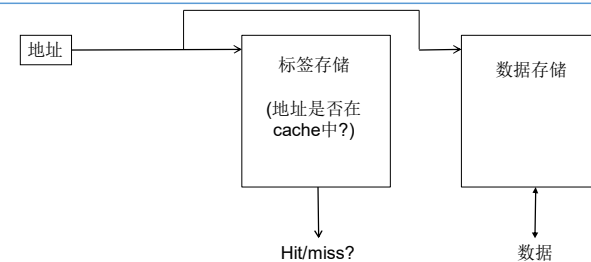 地址
标签存储
(地址是否在
cache中?)
数据存储
Hit/miss?
数据